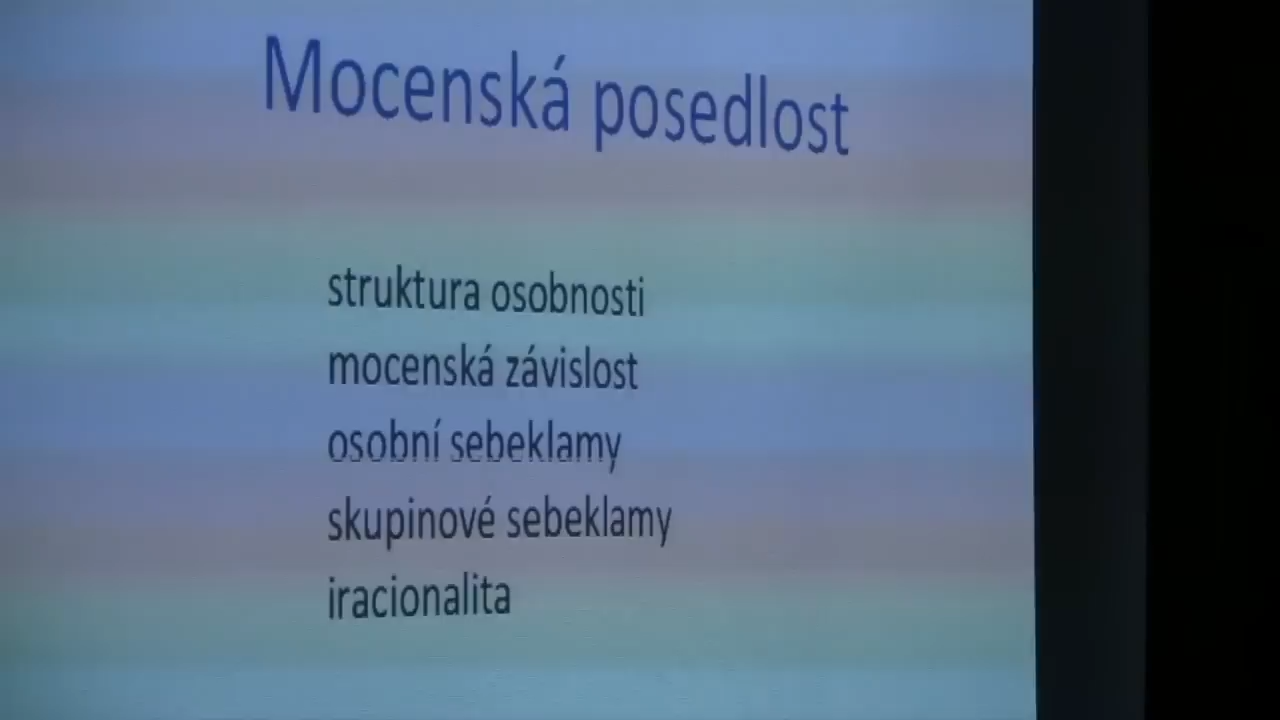 Mocenská posedlost
struktura osobnosti
mocenská závislost
osobní sebeklamy
skupinové sebeklamy
iracionalita